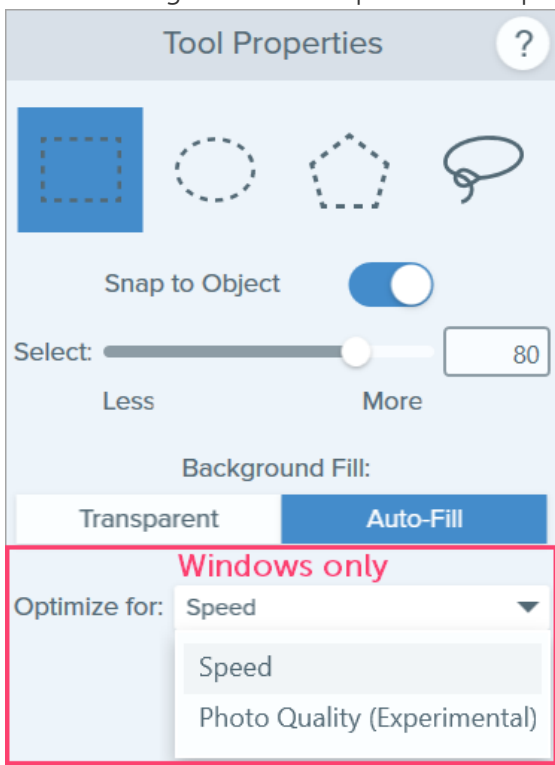 Tool Properties ?
Snap to Object
Select: 80
Less More
Background Fill:
Transparent Auto-Fill
Windows only
Optimize for: Speed
Speed
Photo Quality (Experimental)